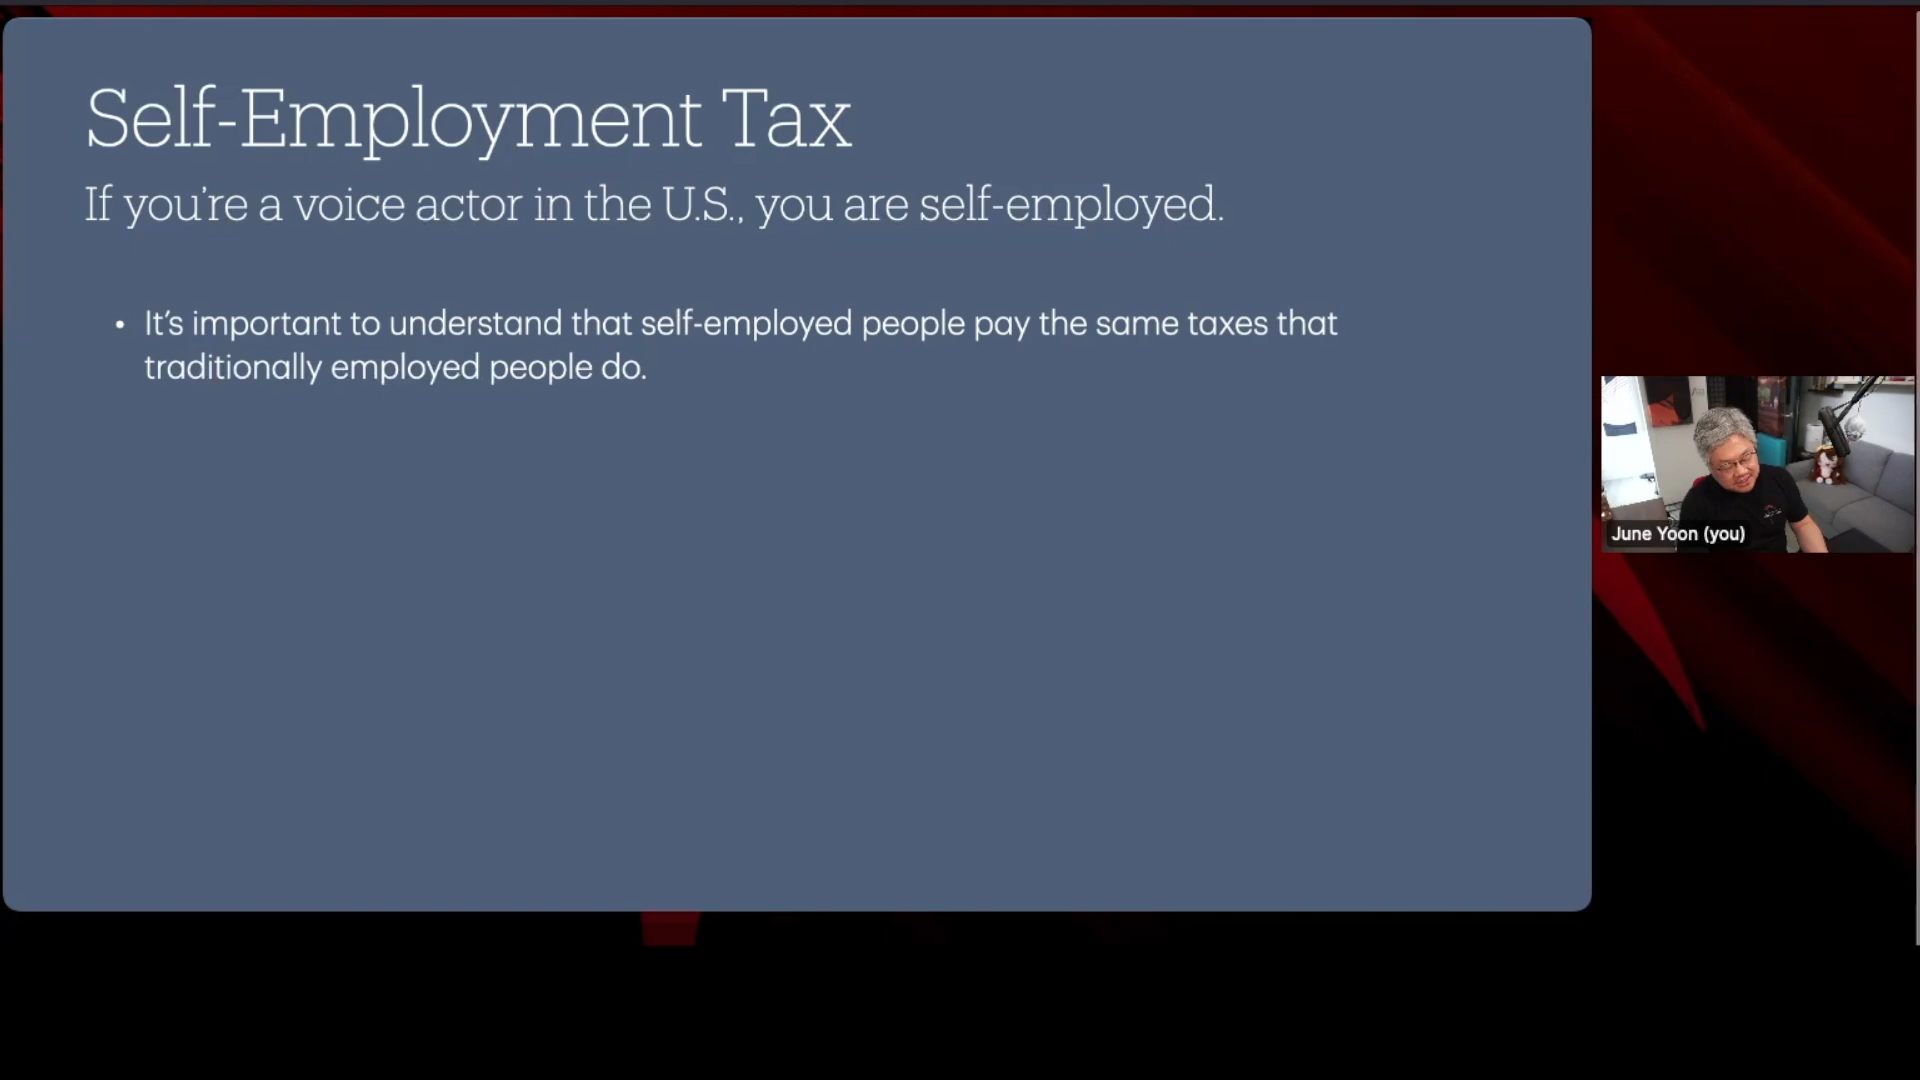 Self-Employment Tax
If you're a voice actor in the U.S., you are self-employed.
• It's important to understand that self-employed people pay the same taxes that
traditionally employed people do.
June Yoon (you)